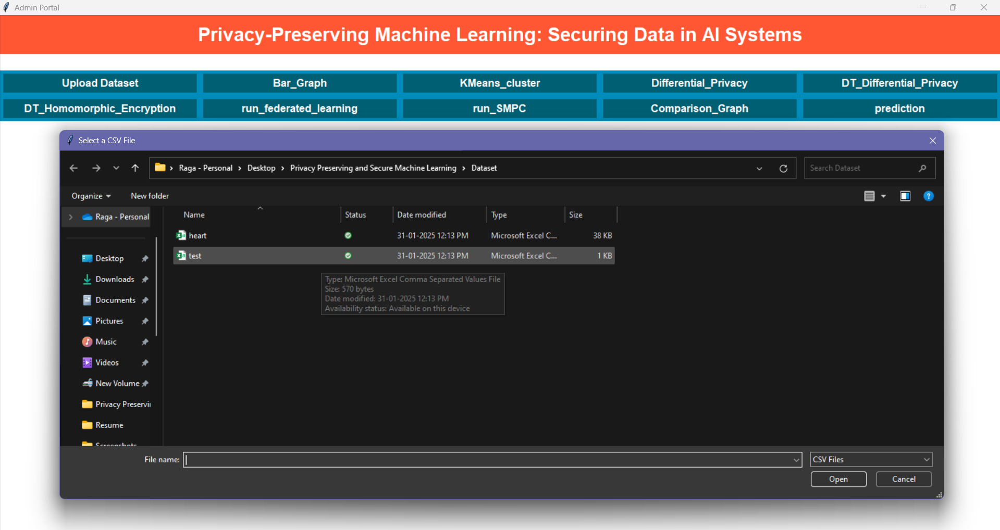 Admin Portal
Privacy-Preserving Machine Learning: Securing Data in AI Systems
Upload Dataset Bar_Graph KMeans_cluster Differential_Privacy DT_Differential_Privacy
DT_Homomorphic_Encryption run_federated_learning run_SMPC Comparison_Graph prediction
Select a CSV File
Raga - Personal > Desktop > Privacy Preserving and Secure Machine Learning > Dataset
Search Dataset
Organize New folder
Raga - Personal
Desktop
Downloads
Documents
Pictures
Music
Videos
New Volume
Privacy Preservi
Resume
Screenshots
Name Status Date modified Type Size
heart 31-01-2025 12:13 PM Microsoft Excel C... 38 KB
test 31-01-2025 12:13 PM Microsoft Excel C... 1 KB
Type: Microsoft Excel Comma Separated Values File
Size: 570 bytes
Date modified: 31-01-2025 12:13 PM
Availability status: Available on this device
File name: CSV Files
Open Cancel